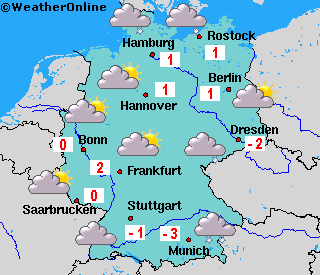 ©WeatherOnline
Rostock
Hamburg
1
1
Berlin
1
1
Hannover
Dresden
0
Bonn
-2
2
Frankfurt
0
Saarbrucken
Stuttgart
-1
-3
Munich